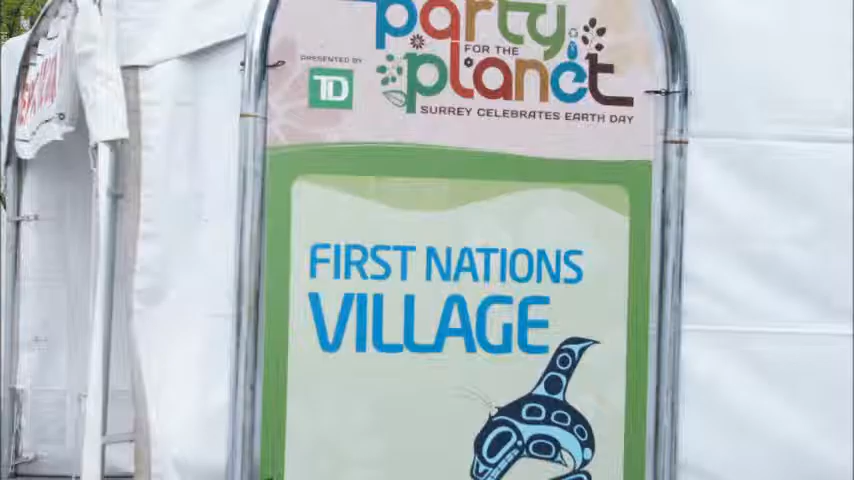 party
FOR THE
planet
PRESENTED BY
TD
SURREY CELEBRATES EARTH DAY
FIRST NATIONS
VILLAGE